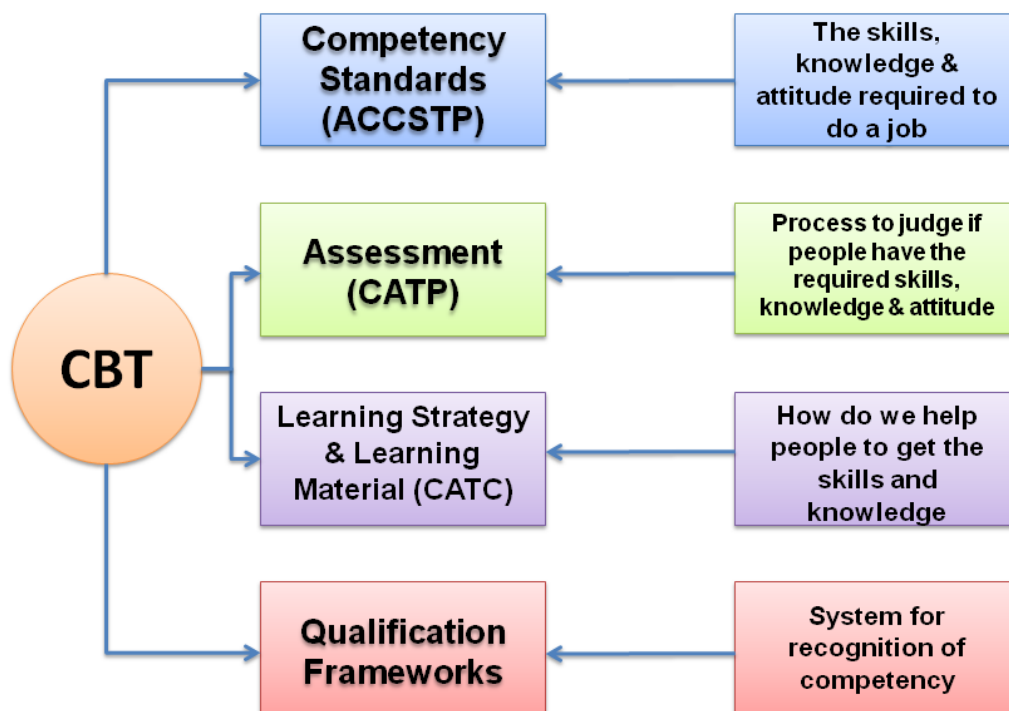 Competency
Standards
(ACCSTP)
The skills,
knowledge &
attitude required to
do a job
Assessment
(CATP)
Process to judge if
people have the
required skills,
knowledge & attitude
CBT
Learning Strategy
& Learning
Material (CATC)
How do we help
people to get the
skills and
knowledge
Qualification
Frameworks
System for
recognition of
competency